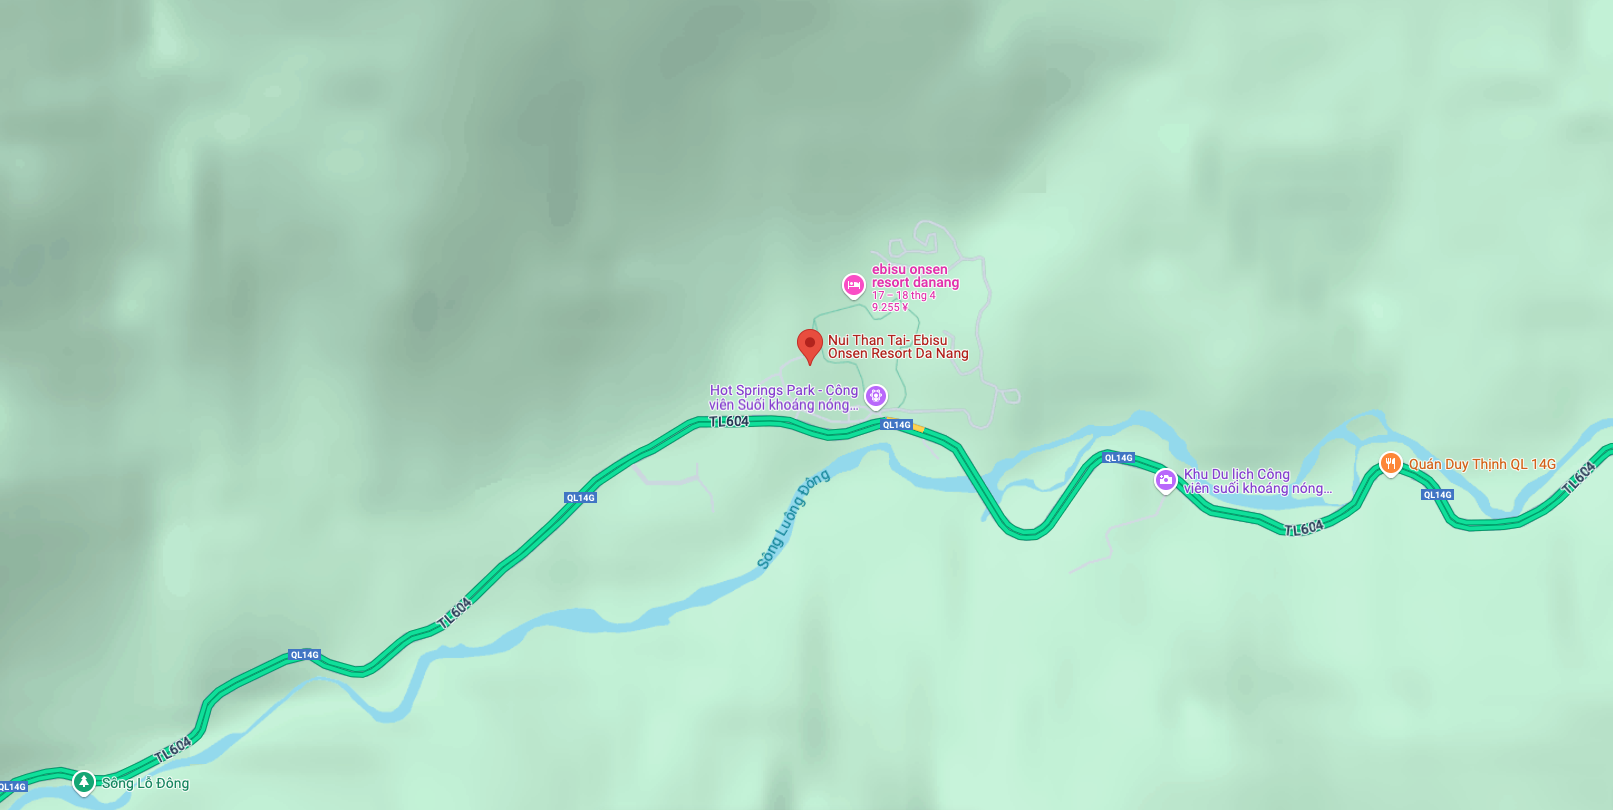 ebisu onsen
resort danang
17 – 18 thg 4
9.255 ¥
Nui Than Tai- Ebisu
Onsen Resort Da Nang
Hot Springs Park - Công
viên Suối khoáng nóng...
TL604
QL14G
QL14G
Khu Du lịch Công
viên suối khoáng nóng...
Quán Duy Thịnh QL 14G
QL14G
TL604
TL604
QL14G
Sông Luông Đông
TL604
QL14G
TL604
Sông Lỗ Đông
QL14G